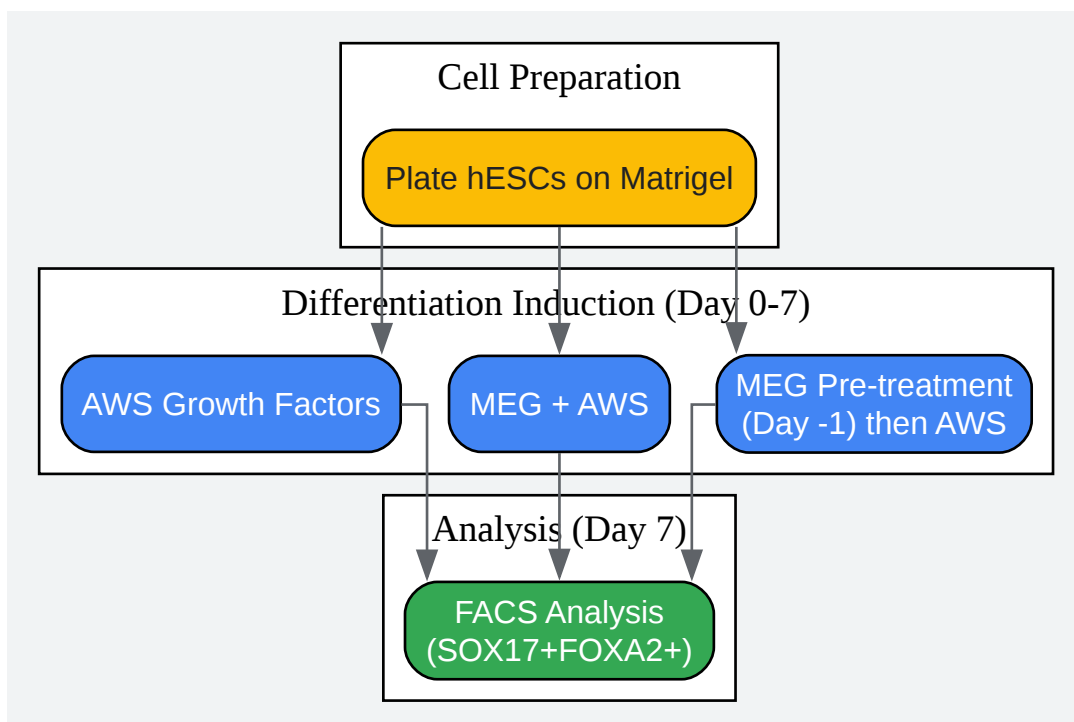 Cell Preparation
Plate hESCs on Matrigel
Differentiation Induction (Day 0-7)
AWS Growth Factors
MEG + AWS
MEG Pre-treatment
(Day -1) then AWS
Analysis (Day 7)
FACS Analysis
(SOX17+FOXA2+)